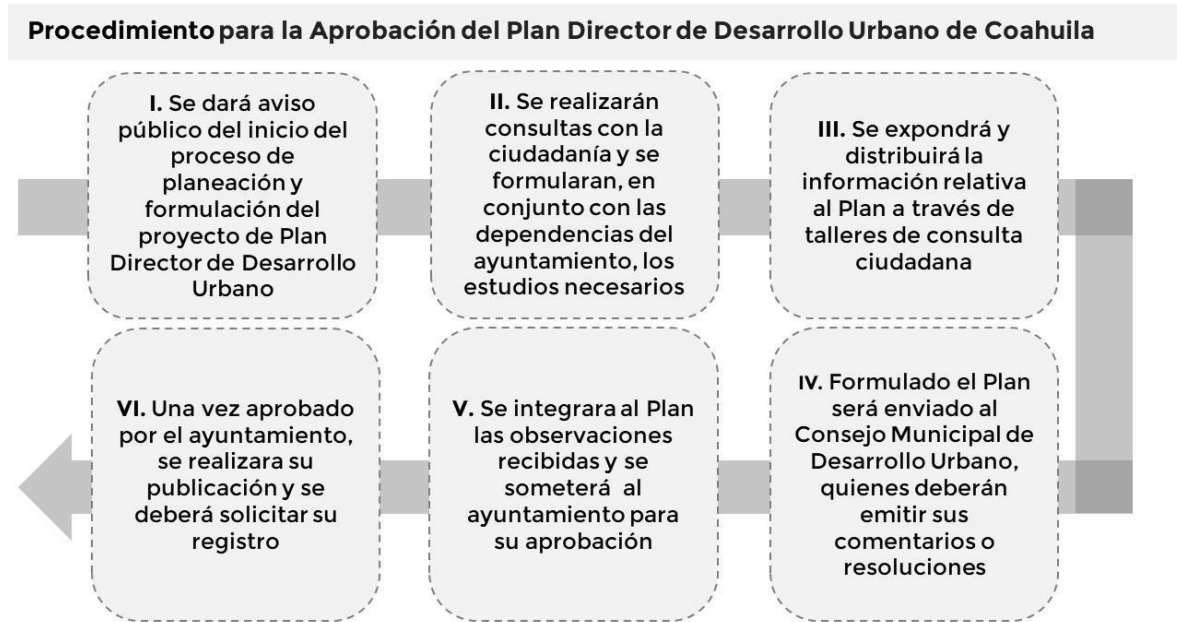 Procedimiento para la Aprobación del Plan Director de Desarrollo Urbano de Coahuila
I. Se dará aviso
público del inicio del
proceso de
planeación y
formulación del
proyecto de Plan
Director de Desarrollo
Urbano
II. Se realizarán
consultas con la
ciudadanía y se
formularan, en
conjunto con las
dependencias del
ayuntamiento, los
estudios necesarios
III. Se expondrá y
distribuirá la
información relativa
al Plan a través de
talleres de consulta
ciudadana
IV. Formulado el Plan
será enviado al
Consejo Municipal de
Desarrollo Urbano,
quienes deberán
emitir sus
comentarios o
resoluciones
V. Se integrara al Plan
las observaciones
recibidas y se
someterá al
ayuntamiento para
su aprobación
VI. Una vez aprobado
por el ayuntamiento,
se realizara su
publicación y se
deberá solicitar su
registro